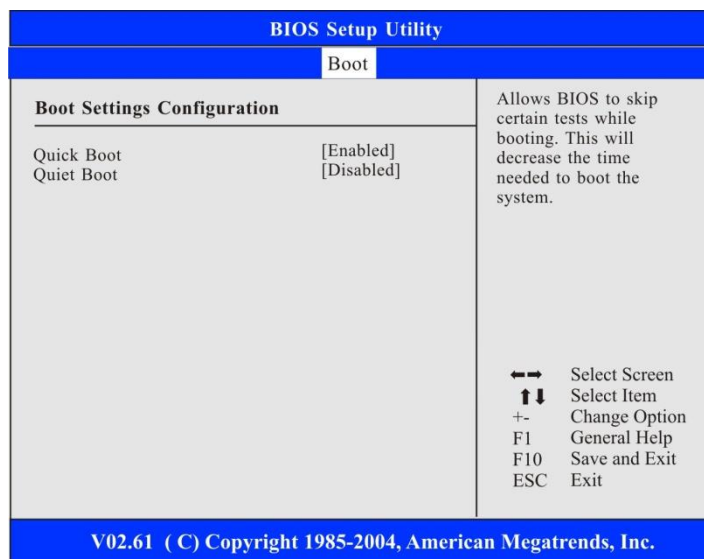 BIOS Setup Utility
Boot
Boot Settings Configuration
Quick Boot [Enabled]
Quiet Boot [Disabled]
Allows BIOS to skip
certain tests while
booting. This will
decrease the time
needed to boot the
system.
←→ Select Screen
↑↓ Select Item
+- Change Option
F1 General Help
F10 Save and Exit
ESC Exit
V02.61 ( C) Copyright 1985-2004, American Megatrends, Inc.